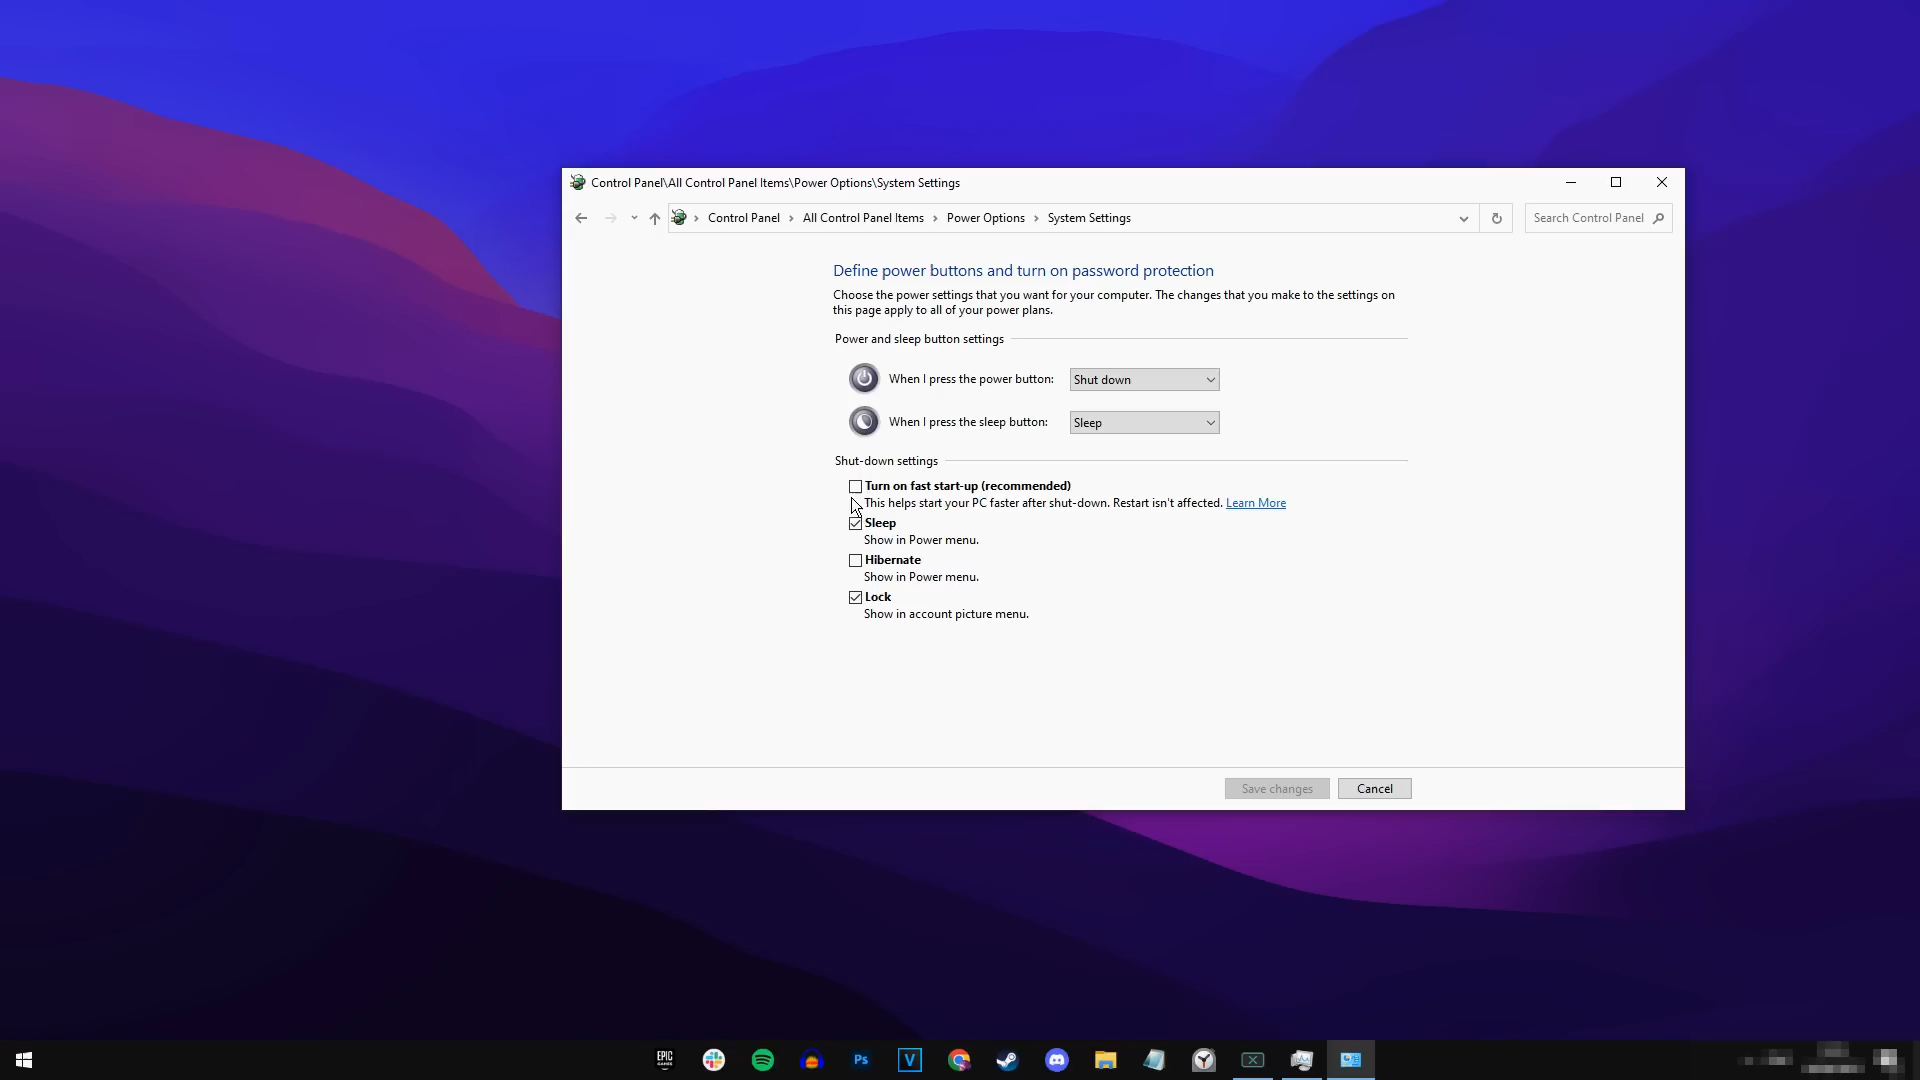 Control Panel\All Control Panel Items\Power Options\System Settings
Control Panel All Control Panel Items Power Options System Settings Search Control Panel
Define power buttons and turn on password protection
Choose the power settings that you want for your computer. The changes that you make to the settings on
this page apply to all of your power plans.
Power and sleep button settings
When I press the power button: Shut down
When I press the sleep button: Sleep
Shut-down settings
Turn on fast start-up (recommended)
This helps start your PC faster after shut-down. Restart isn't affected. Learn More
Sleep
Show in Power menu.
Hibernate
Show in Power menu.
Lock
Show in account picture menu.
Save changes Cancel
EPIC GAMES Ps V